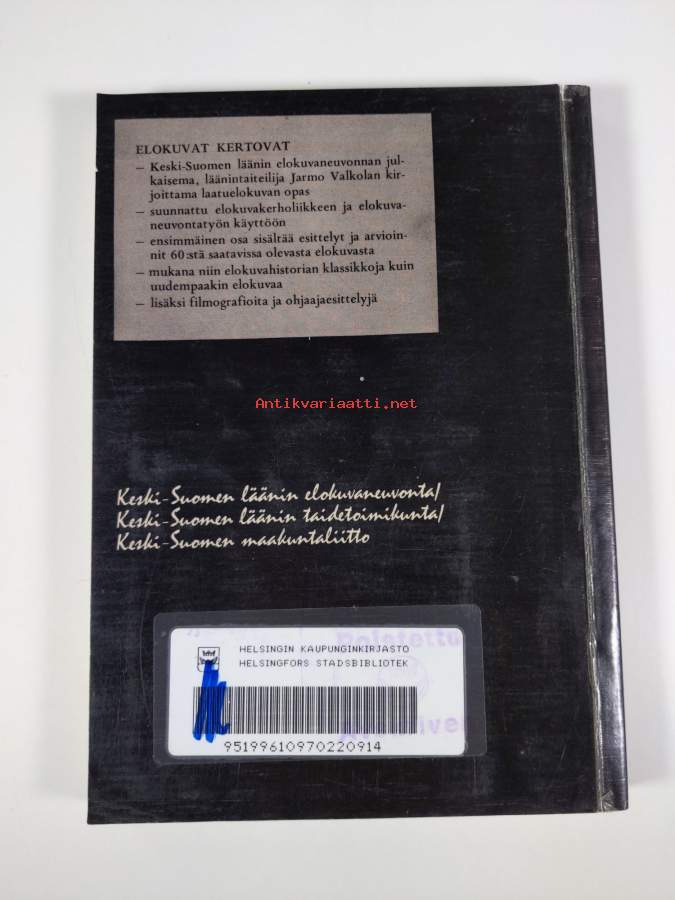 ELOKUVAT KERTOVAT
– Keski-Suomen läänin elokuvaneuvonnan jul-
kaisema, läänintaiteilija Jarmo Valkolan kir-
joittama laatuelokuvan opas
– suunnattu elokuvakerholiikkeen ja elokuva-
neuvontatyön käyttöön
– ensimmäinen osa sisältää esittelyt ja arvioin-
nit 60:stä saatavissa olevasta elokuvasta
– mukana niin elokuvahistorian klassikkoja kuin
uudempaakin elokuvaa
– lisäksi filmografioita ja ohjaajaesittelyjä
Antikvariaatti.net
Keski-Suomen läänin elokuvaneuvonta/
Keski-Suomen läänin taidetoimikunta/
Keski-Suomen maakuntaliitto
HELSINGIN KAUPUNGINKIRJASTO
HELSINGFORS STADSBIBLIOTEK
95199610970220914